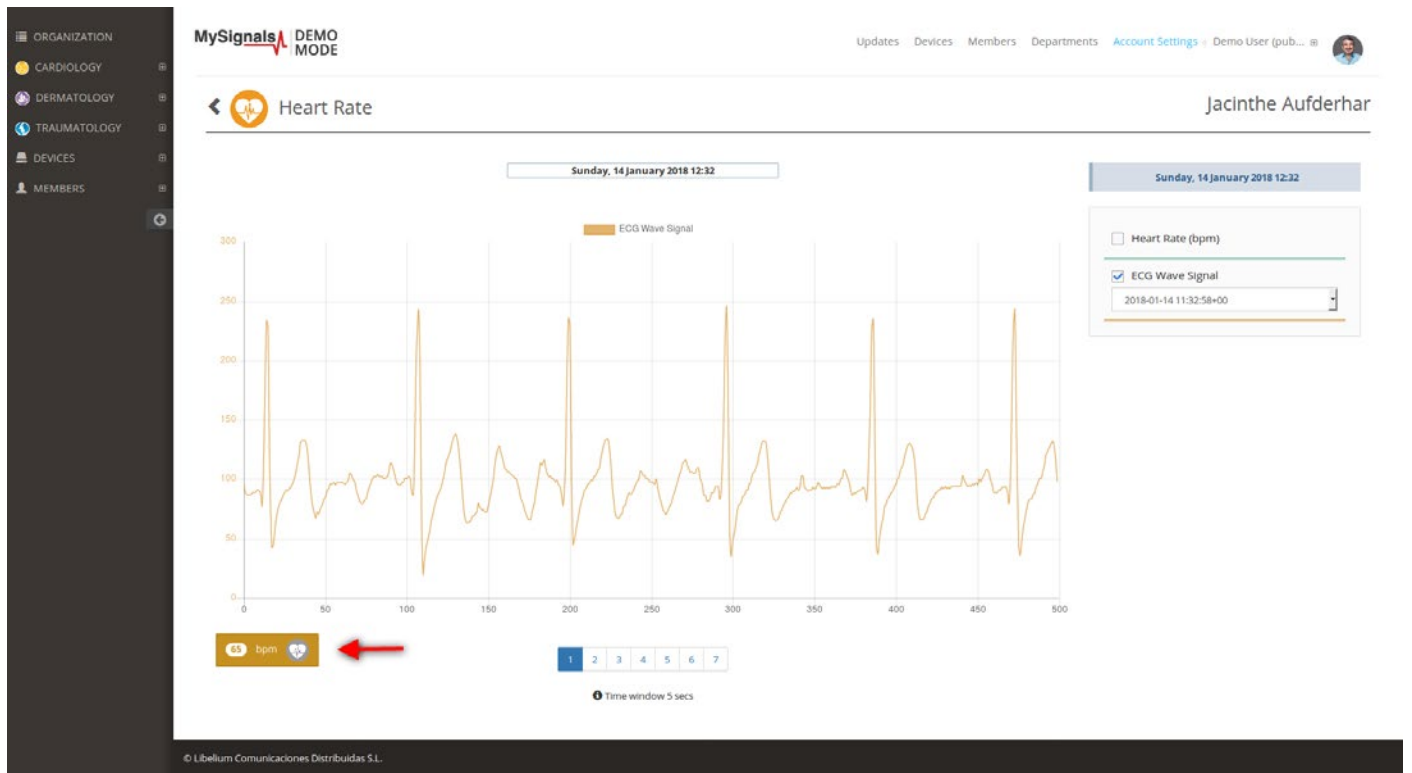 ORGANIZATION
CARDIOLOGY
DERMATOLOGY
TRAUMATOLOGY
DEVICES
MEMBERS
MySignals DEMO MODE
Updates Devices Members Departments Account Settings Demo User (pub...
Heart Rate
Jacinthe Aufderhar
Sunday, 14 January 2018 12:32
Sunday, 14 January 2018 12:32
ECG Wave Signal
Heart Rate (bpm)
ECG Wave Signal
2018-01-14 11:32:58+00
300
250
200
150
100
50
0
0 50 100 150 200 250 300 350 400 450 500
65 bpm
1 2 3 4 5 6 7
Time window 5 secs
© Libelium Comunicaciones Distribuidas S.L.